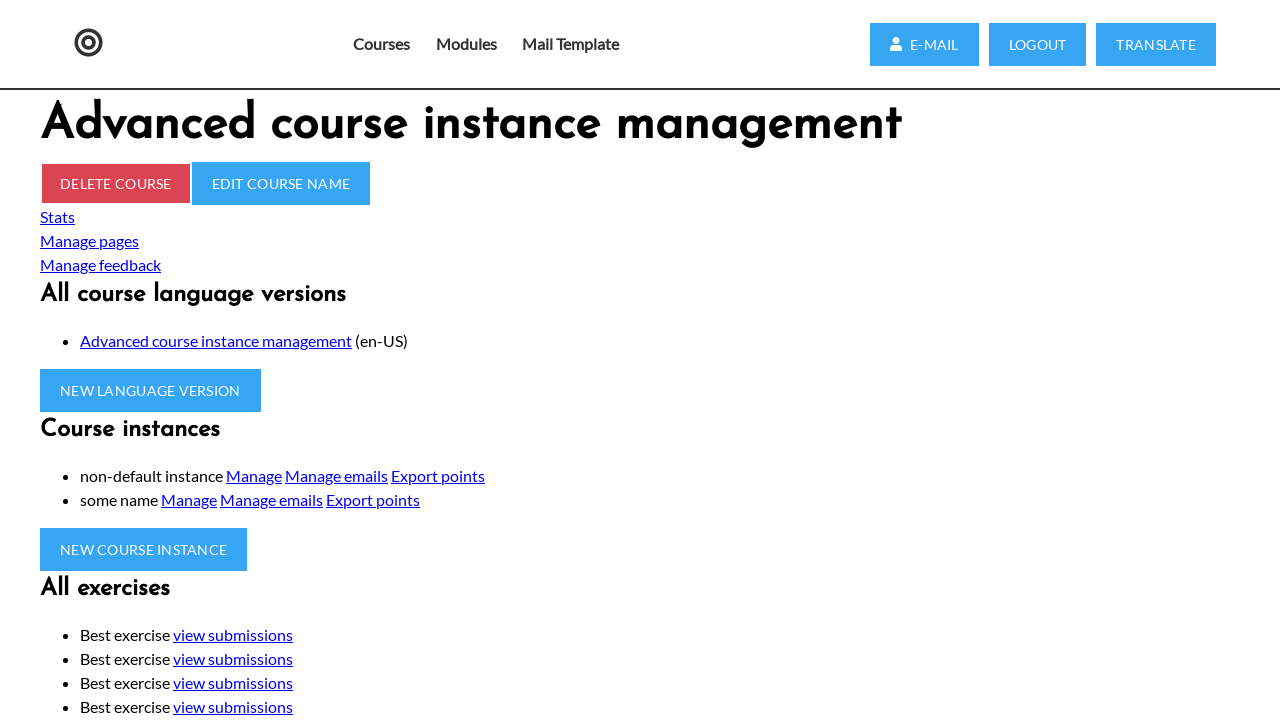 Courses Modules Mail Template E-MAIL LOGOUT TRANSLATE
Advanced course instance management
DELETE COURSE EDIT COURSE NAME
Stats
Manage pages
Manage feedback
All course language versions
Advanced course instance management (en-US)
NEW LANGUAGE VERSION
Course instances
non-default instance Manage Manage emails Export points
some name Manage Manage emails Export points
NEW COURSE INSTANCE
All exercises
Best exercise view submissions
Best exercise view submissions
Best exercise view submissions
Best exercise view submissions